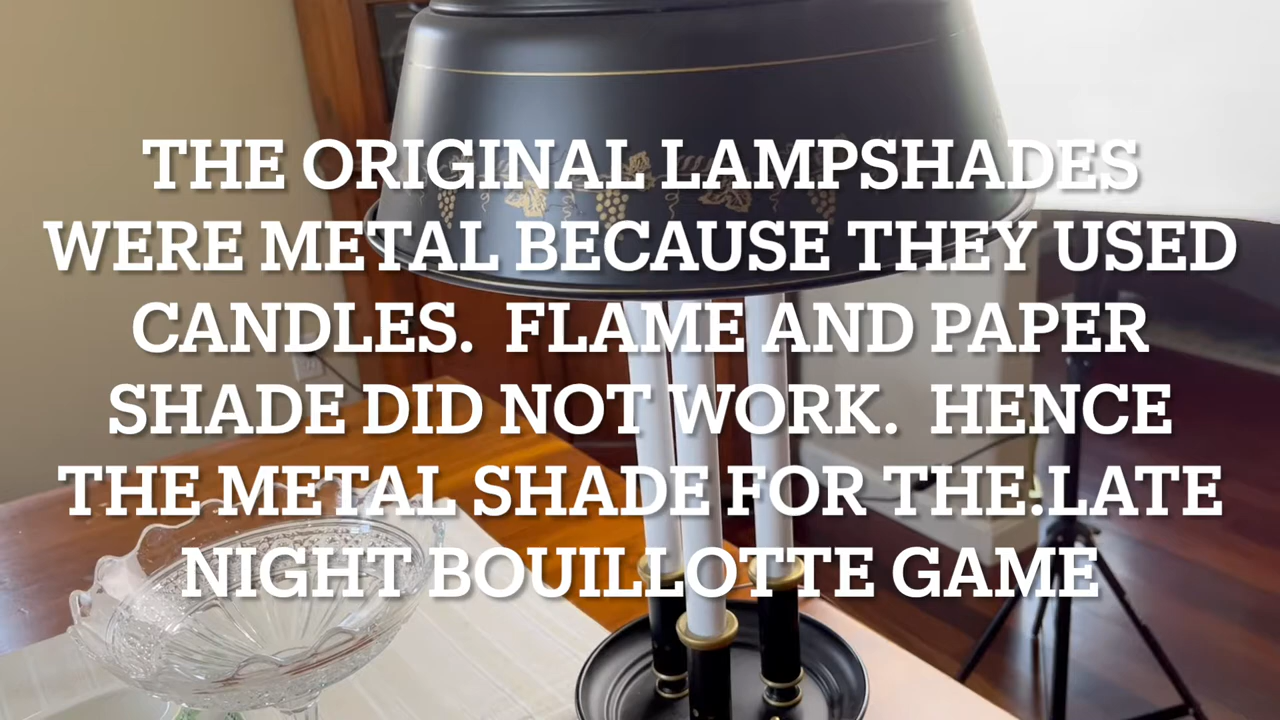 THE ORIGINAL LAMPSHADES
WERE METAL BECAUSE THEY USED
CANDLES.  FLAME AND PAPER
SHADE DID NOT WORK.  HENCE
THE METAL SHADE FOR THE.LATE
NIGHT BOUILLOTTE GAME